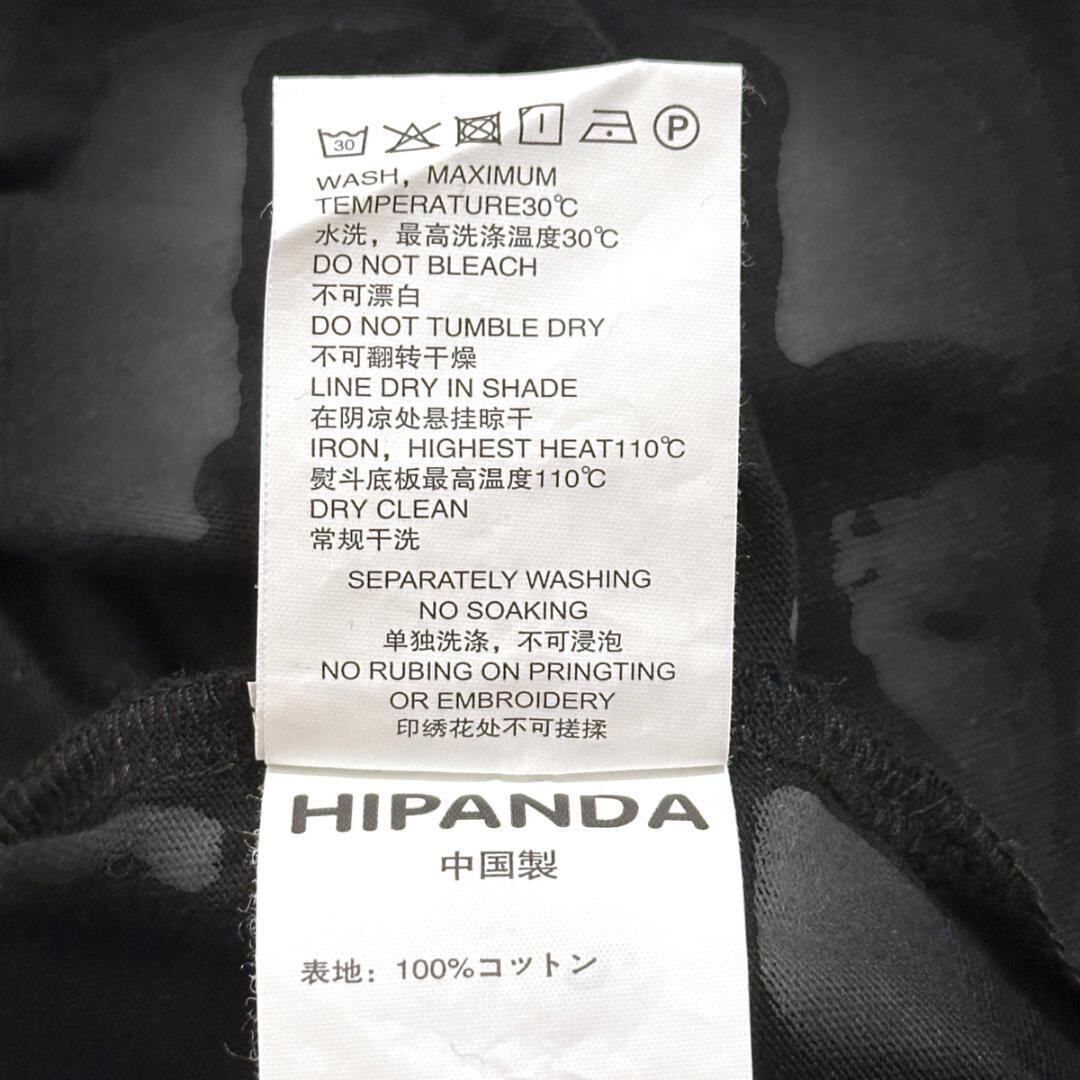 30
P
WASH, MAXIMUM
TEMPERATURE30℃
水洗，最高洗涤温度30℃
DO NOT BLEACH
不可漂白
DO NOT TUMBLE DRY
不可翻转干燥
LINE DRY IN SHADE
在阴凉处悬挂晾干
IRON, HIGHEST HEAT110℃
熨斗底板最高温度110℃
DRY CLEAN
常规干洗
SEPARATELY WASHING
NO SOAKING
单独洗涤，不可浸泡
NO RUBING ON PRINGTING
OR EMBROIDERY
印绣花处不可搓揉
HIPANDA
中国製
表地：100%コットン